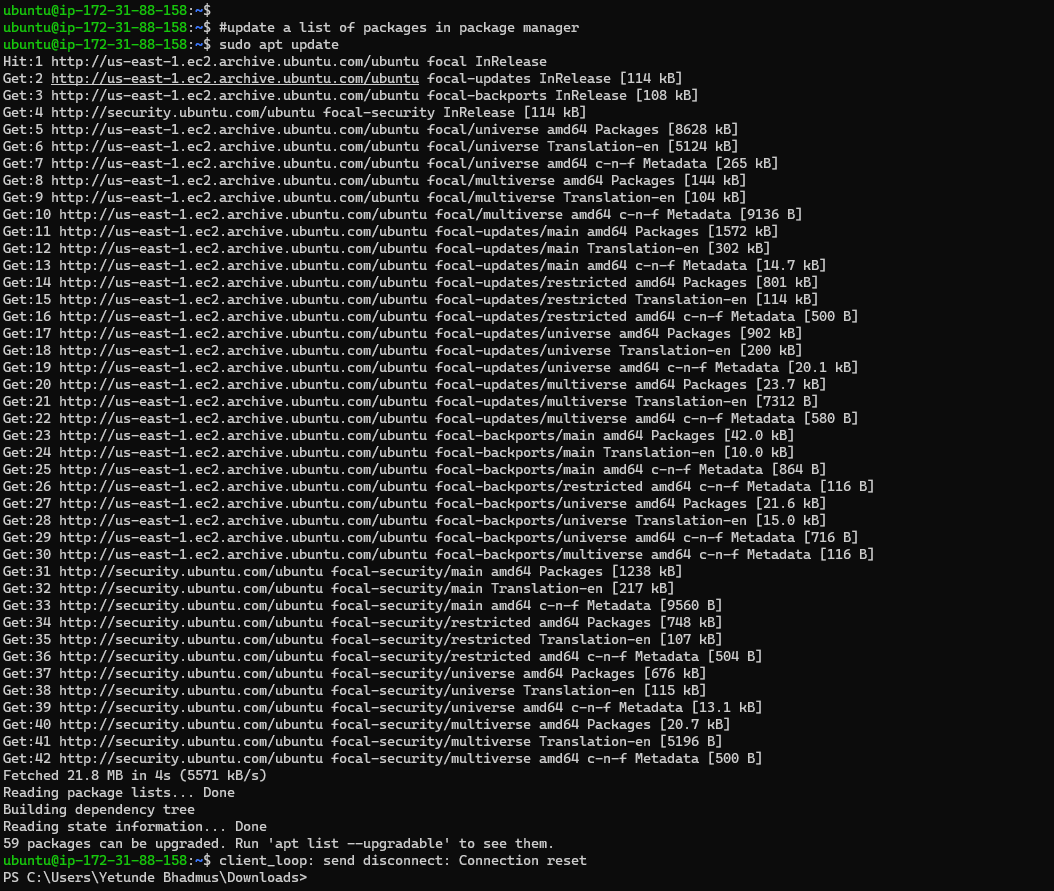 ubuntu@ip-172-31-88-158:~$
ubuntu@ip-172-31-88-158:~$ #update a list of packages in package manager
ubuntu@ip-172-31-88-158:~$ sudo apt update
Hit:1 http://us-east-1.ec2.archive.ubuntu.com/ubuntu focal InRelease
Get:2 http://us-east-1.ec2.archive.ubuntu.com/ubuntu focal-updates InRelease [114 kB]
Get:3 http://us-east-1.ec2.archive.ubuntu.com/ubuntu focal-backports InRelease [108 kB]
Get:4 http://security.ubuntu.com/ubuntu focal-security InRelease [114 kB]
Get:5 http://us-east-1.ec2.archive.ubuntu.com/ubuntu focal/universe amd64 Packages [8628 kB]
Get:6 http://us-east-1.ec2.archive.ubuntu.com/ubuntu focal/universe Translation-en [5124 kB]
Get:7 http://us-east-1.ec2.archive.ubuntu.com/ubuntu focal/universe amd64 c-n-f Metadata [265 kB]
Get:8 http://us-east-1.ec2.archive.ubuntu.com/ubuntu focal/multiverse amd64 Packages [144 kB]
Get:9 http://us-east-1.ec2.archive.ubuntu.com/ubuntu focal/multiverse Translation-en [104 kB]
Get:10 http://us-east-1.ec2.archive.ubuntu.com/ubuntu focal/multiverse amd64 c-n-f Metadata [9136 B]
Get:11 http://us-east-1.ec2.archive.ubuntu.com/ubuntu focal-updates/main amd64 Packages [1572 kB]
Get:12 http://us-east-1.ec2.archive.ubuntu.com/ubuntu focal-updates/main Translation-en [302 kB]
Get:13 http://us-east-1.ec2.archive.ubuntu.com/ubuntu focal-updates/main amd64 c-n-f Metadata [14.7 kB]
Get:14 http://us-east-1.ec2.archive.ubuntu.com/ubuntu focal-updates/restricted amd64 Packages [801 kB]
Get:15 http://us-east-1.ec2.archive.ubuntu.com/ubuntu focal-updates/restricted Translation-en [114 kB]
Get:16 http://us-east-1.ec2.archive.ubuntu.com/ubuntu focal-updates/restricted amd64 c-n-f Metadata [500 B]
Get:17 http://us-east-1.ec2.archive.ubuntu.com/ubuntu focal-updates/universe amd64 Packages [902 kB]
Get:18 http://us-east-1.ec2.archive.ubuntu.com/ubuntu focal-updates/universe Translation-en [200 kB]
Get:19 http://us-east-1.ec2.archive.ubuntu.com/ubuntu focal-updates/universe amd64 c-n-f Metadata [20.1 kB]
Get:20 http://us-east-1.ec2.archive.ubuntu.com/ubuntu focal-updates/multiverse amd64 Packages [23.7 kB]
Get:21 http://us-east-1.ec2.archive.ubuntu.com/ubuntu focal-updates/multiverse Translation-en [7312 B]
Get:22 http://us-east-1.ec2.archive.ubuntu.com/ubuntu focal-updates/multiverse amd64 c-n-f Metadata [580 B]
Get:23 http://us-east-1.ec2.archive.ubuntu.com/ubuntu focal-backports/main amd64 Packages [42.0 kB]
Get:24 http://us-east-1.ec2.archive.ubuntu.com/ubuntu focal-backports/main Translation-en [10.0 kB]
Get:25 http://us-east-1.ec2.archive.ubuntu.com/ubuntu focal-backports/main amd64 c-n-f Metadata [864 B]
Get:26 http://us-east-1.ec2.archive.ubuntu.com/ubuntu focal-backports/restricted amd64 c-n-f Metadata [116 B]
Get:27 http://us-east-1.ec2.archive.ubuntu.com/ubuntu focal-backports/universe amd64 Packages [21.6 kB]
Get:28 http://us-east-1.ec2.archive.ubuntu.com/ubuntu focal-backports/universe Translation-en [15.0 kB]
Get:29 http://us-east-1.ec2.archive.ubuntu.com/ubuntu focal-backports/universe amd64 c-n-f Metadata [716 B]
Get:30 http://us-east-1.ec2.archive.ubuntu.com/ubuntu focal-backports/multiverse amd64 c-n-f Metadata [116 B]
Get:31 http://security.ubuntu.com/ubuntu focal-security/main amd64 Packages [1238 kB]
Get:32 http://security.ubuntu.com/ubuntu focal-security/main Translation-en [217 kB]
Get:33 http://security.ubuntu.com/ubuntu focal-security/main amd64 c-n-f Metadata [9560 B]
Get:34 http://security.ubuntu.com/ubuntu focal-security/restricted amd64 Packages [748 kB]
Get:35 http://security.ubuntu.com/ubuntu focal-security/restricted Translation-en [107 kB]
Get:36 http://security.ubuntu.com/ubuntu focal-security/restricted amd64 c-n-f Metadata [504 B]
Get:37 http://security.ubuntu.com/ubuntu focal-security/universe amd64 Packages [676 kB]
Get:38 http://security.ubuntu.com/ubuntu focal-security/universe Translation-en [115 kB]
Get:39 http://security.ubuntu.com/ubuntu focal-security/universe amd64 c-n-f Metadata [13.1 kB]
Get:40 http://security.ubuntu.com/ubuntu focal-security/multiverse amd64 Packages [20.7 kB]
Get:41 http://security.ubuntu.com/ubuntu focal-security/multiverse Translation-en [5196 B]
Get:42 http://security.ubuntu.com/ubuntu focal-security/multiverse amd64 c-n-f Metadata [500 B]
Fetched 21.8 MB in 4s (5571 kB/s)
Reading package lists... Done
Building dependency tree
Reading state information... Done
59 packages can be upgraded. Run 'apt list --upgradable' to see them.
ubuntu@ip-172-31-88-158:~$ client_loop: send disconnect: Connection reset
PS C:\Users\Yetunde Bhadmus\Downloads>